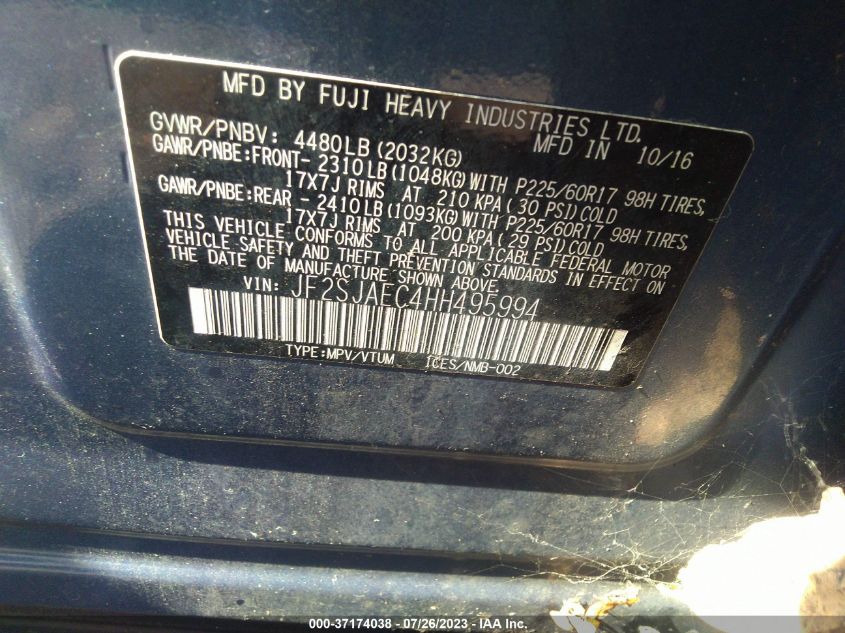 MFD BY FUJI HEAVY INDUSTRIES LTD.
GVWR/PNBV: 4480LB(2032KG) MFD IN 10/16
GAWR/PNBE:FRONT- 2310LB(1048KG)WITH P225/60R17 98H TIRES,
17X7J RIMS AT 210 KPA( 30 PSI)COLD
GAWR/PNBE:REAR - 2410LB(1093KG)WITH P225/60R17 98H TIRES,
17X7J RIMS AT 200 KPA( 29 PSI)COLD
THIS VEHICLE CONFORMS TO ALL APPLICABLE FEDERAL MOTOR
VEHICLE SAFETY AND THEFT PREVENTION STANDARDS IN EFFECT ON
THE DATE OF MANUFACTURE SHOWN ABOVE.
VIN: JF2SJAEC4HH495994
TYPE:MPV/VTUM ICES/NMB-002
000-37174038 - 07/26/2023 - © IAA Inc.